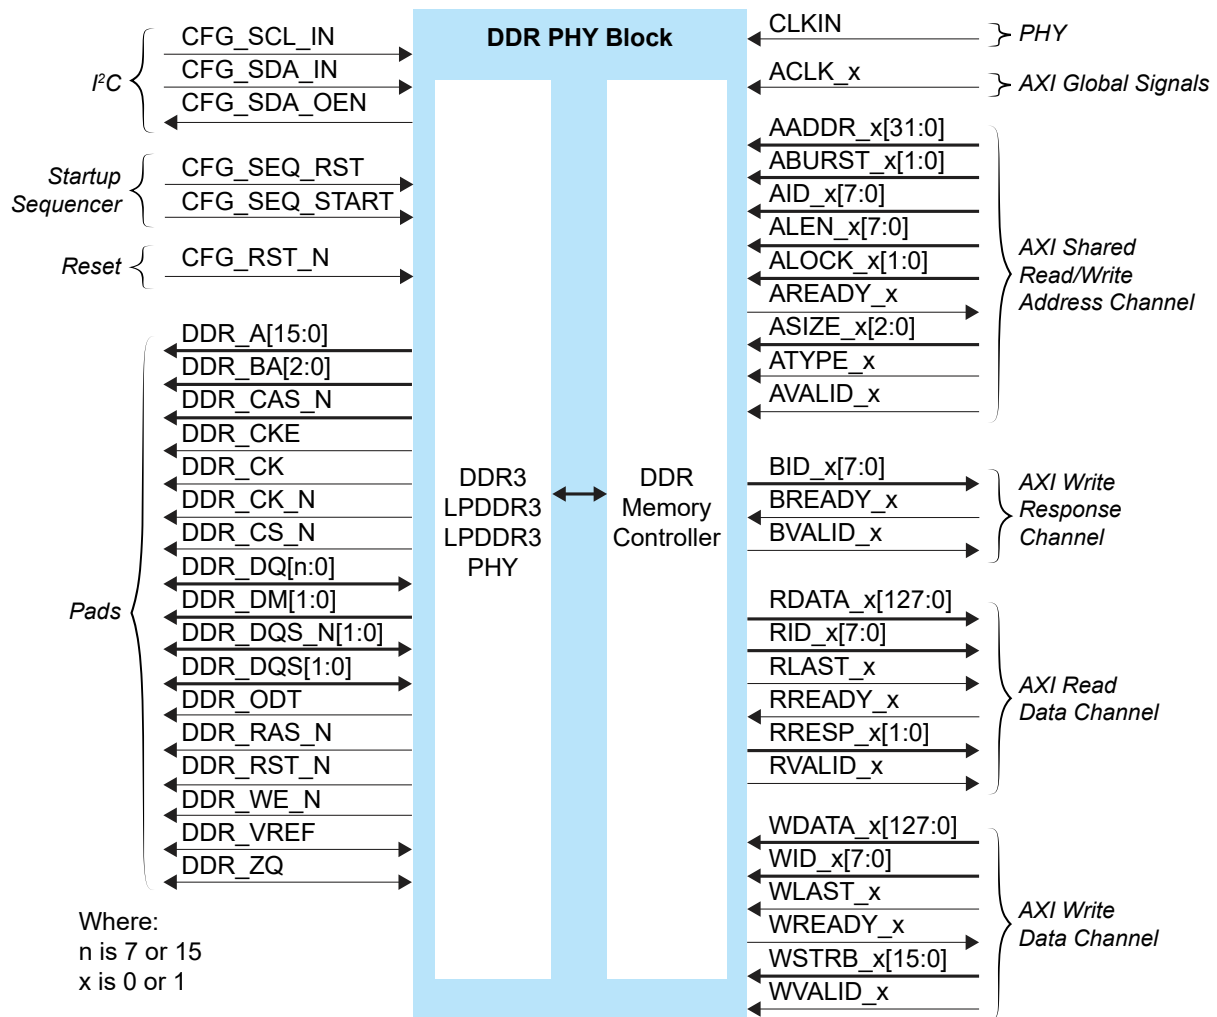 DDR PHY Block
I²C
CFG_SCL_IN
CFG_SDA_IN
CFG_SDA_OEN
Startup
Sequencer
CFG_SEQ_RST
CFG_SEQ_START
Reset
CFG_RST_N
Pads
DDR_A[15:0]
DDR_BA[2:0]
DDR_CAS_N
DDR_CKE
DDR_CK
DDR_CK_N
DDR_CS_N
DDR_DQ[n:0]
DDR_DM[1:0]
DDR_DQS_N[1:0]
DDR_DQS[1:0]
DDR_ODT
DDR_RAS_N
DDR_RST_N
DDR_WE_N
DDR_VREF
DDR_ZQ
Where:
n is 7 or 15
x is 0 or 1
DDR3
LPDDR3
LPDDR3
PHY
DDR
Memory
Controller
CLKIN
PHY
ACLK_x
AXI Global Signals
AADDR_x[31:0]
ABURST_x[1:0]
AID_x[7:0]
ALEN_x[7:0]
ALOCK_x[1:0]
AREADY_x
ASIZE_x[2:0]
ATYPE_x
AVALID_x
AXI Shared
Read/Write
Address Channel
BID_x[7:0]
BREADY_x
BVALID_x
AXI Write
Response
Channel
RDATA_x[127:0]
RID_x[7:0]
RLAST_x
RREADY_x
RRESP_x[1:0]
RVALID_x
AXI Read
Data Channel
WDATA_x[127:0]
WID_x[7:0]
WLAST_x
WREADY_x
WSTRB_x[15:0]
WVALID_x
AXI Write
Data Channel